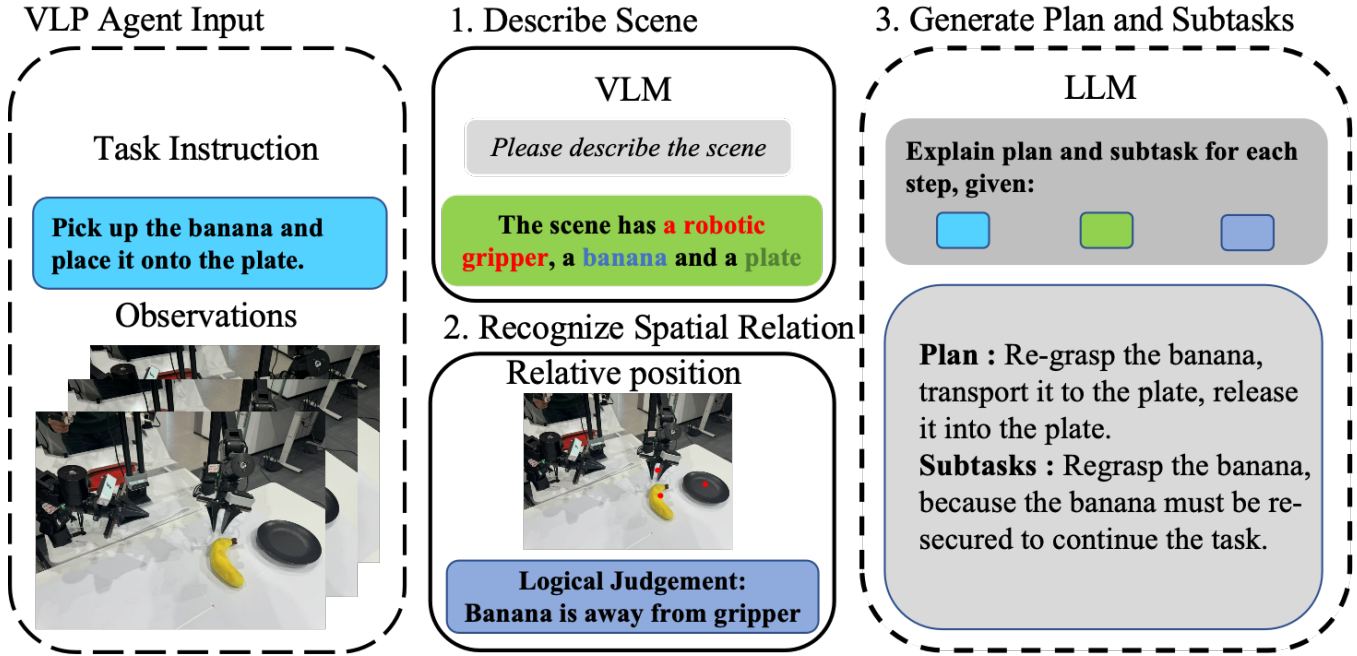 VLP Agent Input
Task Instruction
Pick up the banana and
place it onto the plate.
Observations
1. Describe Scene
VLM
Please describe the scene
The scene has a robotic
gripper, a banana and a plate
2. Recognize Spatial Relation
Relative position
Logical Judgement:
Banana is away from gripper
3. Generate Plan and Subtasks
LLM
Explain plan and subtask for each
step, given:
Plan : Re-grasp the banana,
transport it to the plate, release
it into the plate.
Subtasks : Regrasp the banana,
because the banana must be re-
secured to continue the task.